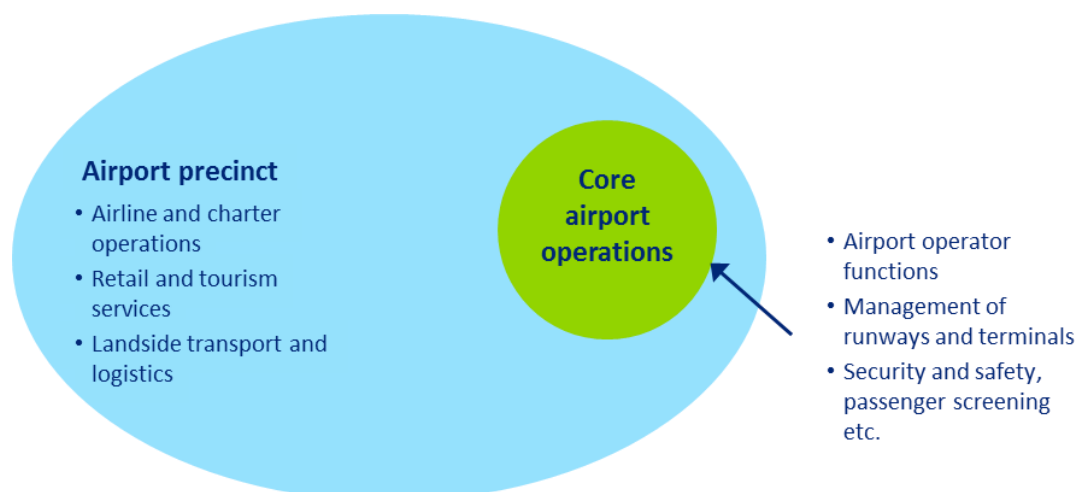 Airport precinct
• Airline and charter
operations
• Retail and tourism
services
• Landside transport and
logistics
Core
airport
operations
• Airport operator
functions
• Management of
runways and terminals
• Security and safety,
passenger screening
etc.